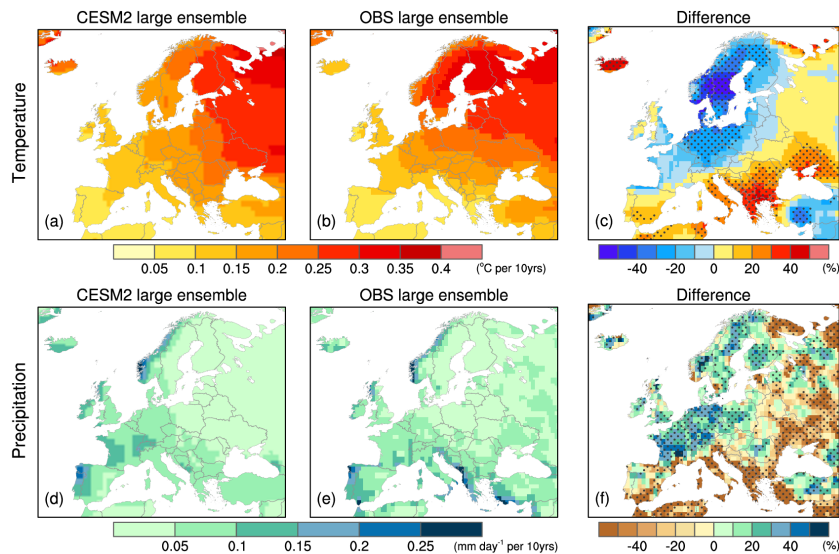 CESM2 large ensemble OBS large ensemble Difference
Temperature
(a) (b) (c)
0.05 0.1 0.15 0.2 0.25 0.3 0.35 0.4 (°C per 10yrs)
-40 -20 0 20 40 (%)
CESM2 large ensemble OBS large ensemble Difference
Precipitation
(d) (e) (f)
0.05 0.1 0.15 0.2 0.25 (mm day⁻¹ per 10yrs)
-40 -20 0 20 40 (%)